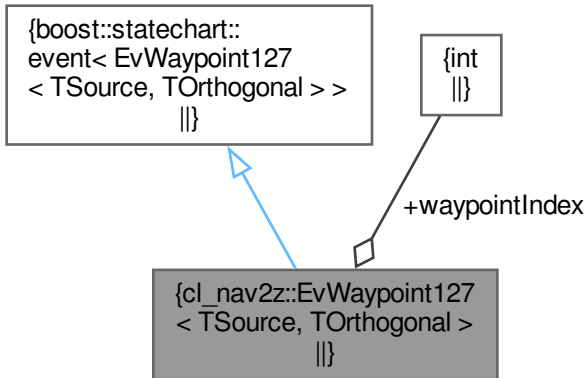 {boost::statechart::
event< EvWaypoint127
< TSource, TOrthogonal > >
||}
{int
||}
+waypointIndex
{cl_nav2z::EvWaypoint127
< TSource, TOrthogonal >
||}